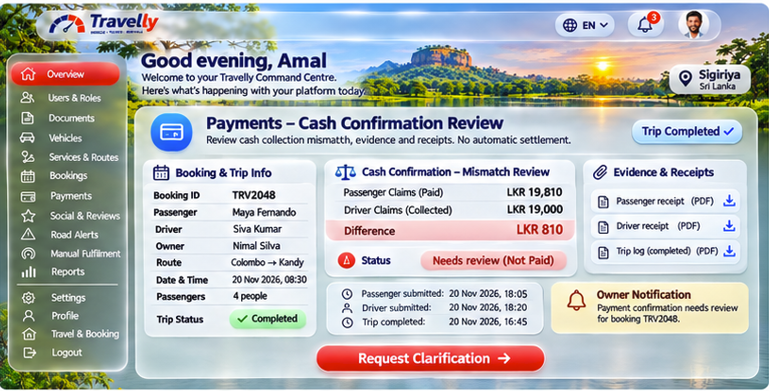 Travelly
EN
3
Good evening, Amal
Welcome to your Travelly Command Centre.
Here's what's happening with your platform today.
Sigiriya
Sri Lanka
Overview
Users & Roles
Documents
Vehicles
Services & Routes
Bookings
Payments
Social & Reviews
Road Alerts
Manual Fulfilment
Reports
Settings
Profile
Travel & Booking
Logout
Payments – Cash Confirmation Review
Review cash collection mismatth, evidence and receipts. No automatic settlement.
Trip Completed
Booking & Trip Info
Booking ID TRV2048
Passenger Maya Fernando
Driver Siva Kumar
Owner Nimal Silva
Route Colombo → Kandy
Date & Time 20 Nov 2026, 08:30
Passengers 4 people
Trip Status Completed
Cash Confirmation – Mismatch Review
Passenger Claims (Paid) LKR 19,810
Driver Claims (Collected) LKR 19,000
Difference LKR 810
Status Needs review (Not Paid)
Passenger submitted: 20 Nov 2026, 18:05
Driver submitted: 20 Nov 2026, 18:20
Trip completed: 20 Nov 2026, 16:45
Evidence & Receipts
Passenger receipt (PDF)
Driver receipt (PDF)
Trip log (completed) (PDF)
Owner Notification
Payment confirmation needs review
for booking TRV2048.
Request Clarification →